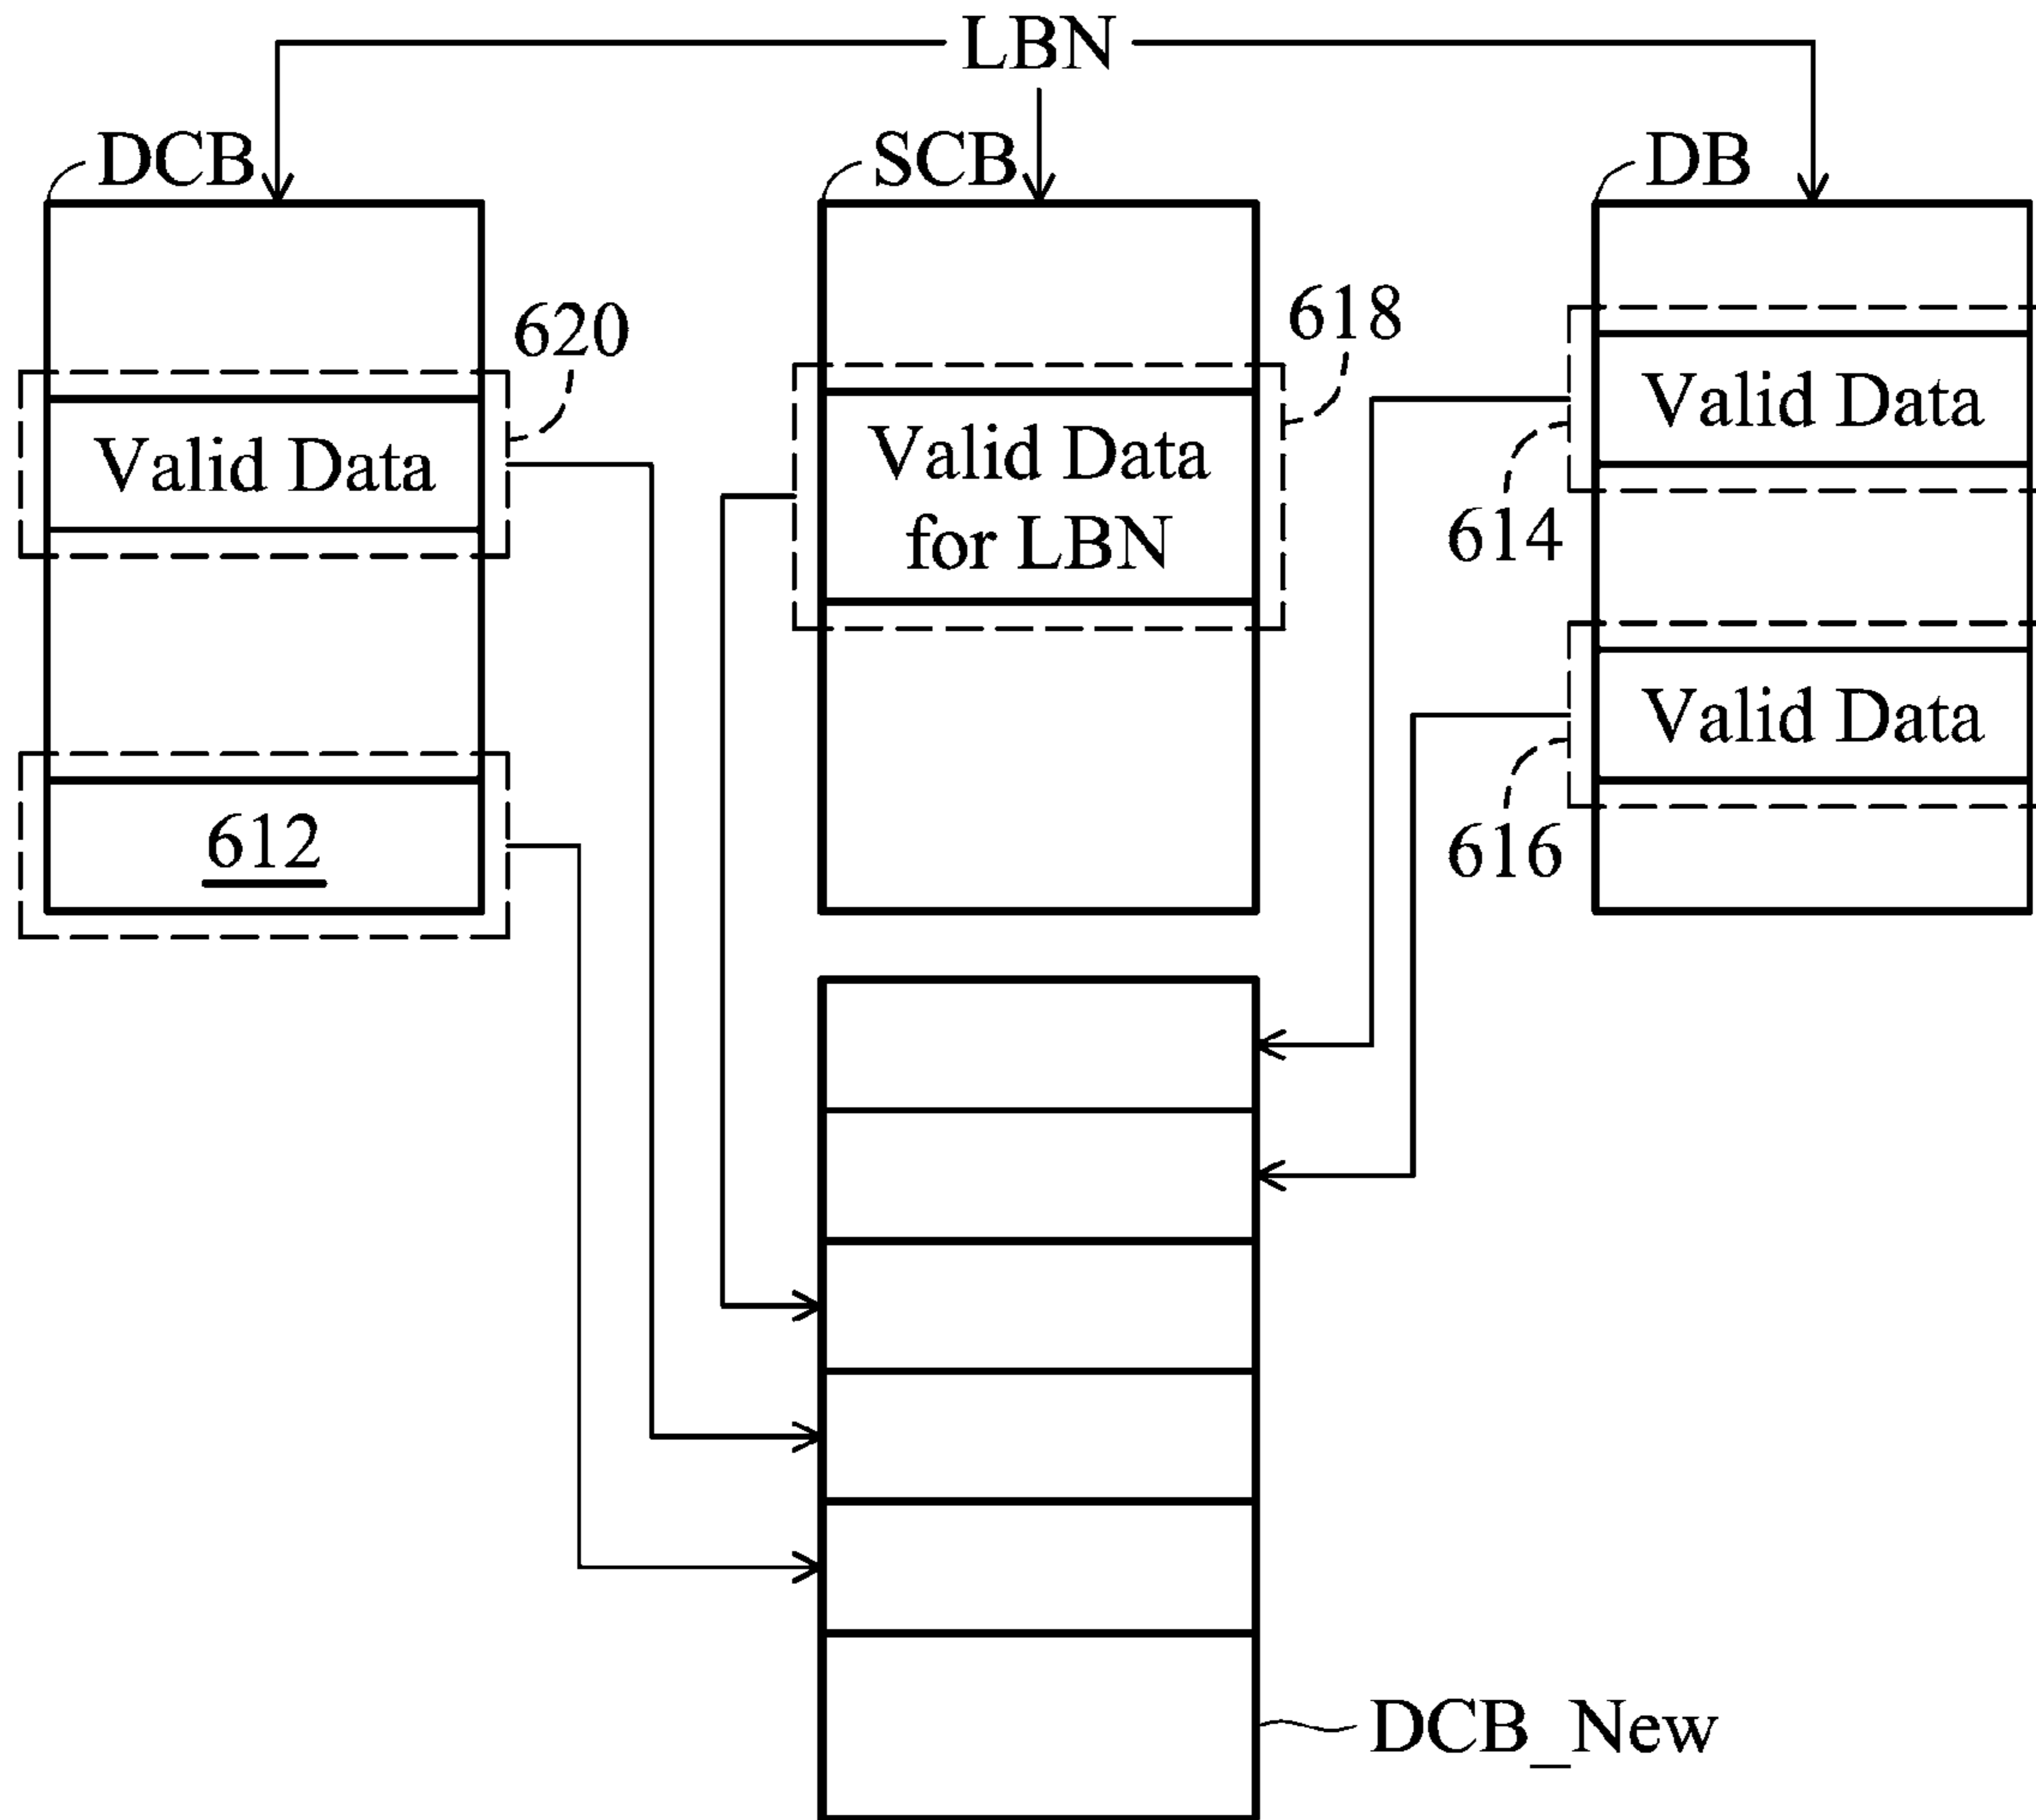 LBN
DCB
SCB
DB
620
618
Valid Data
Valid Data
for LBN
Valid Data
614
Valid Data
612
616
DCB_New